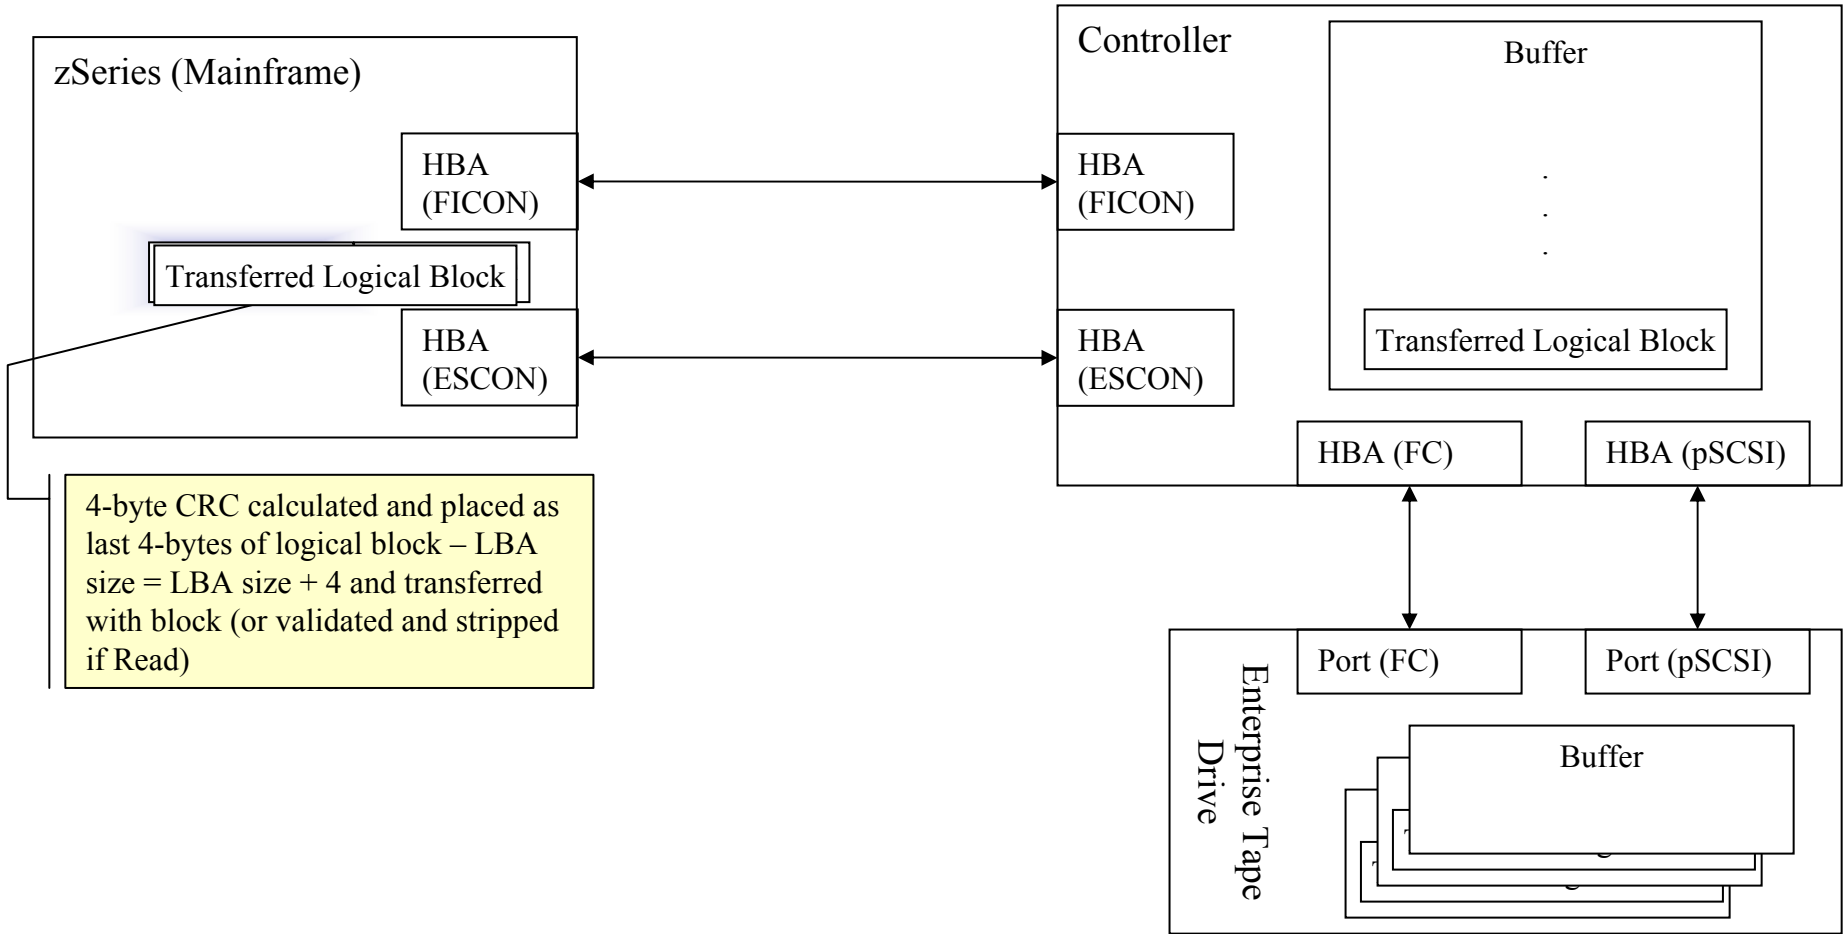 zSeries (Mainframe)
HBA
(FICON)
Transferred Logical Block
HBA
(ESCON)
4-byte CRC calculated and placed as
last 4-bytes of logical block – LBA
size = LBA size + 4 and transferred
with block (or validated and stripped
if Read)
Controller
Buffer
.
.
.
HBA
(FICON)
HBA
(ESCON)
Transferred Logical Block
HBA (FC)
HBA (pSCSI)
Port (FC)
Port (pSCSI)
Enterprise Tape
Drive
Buffer